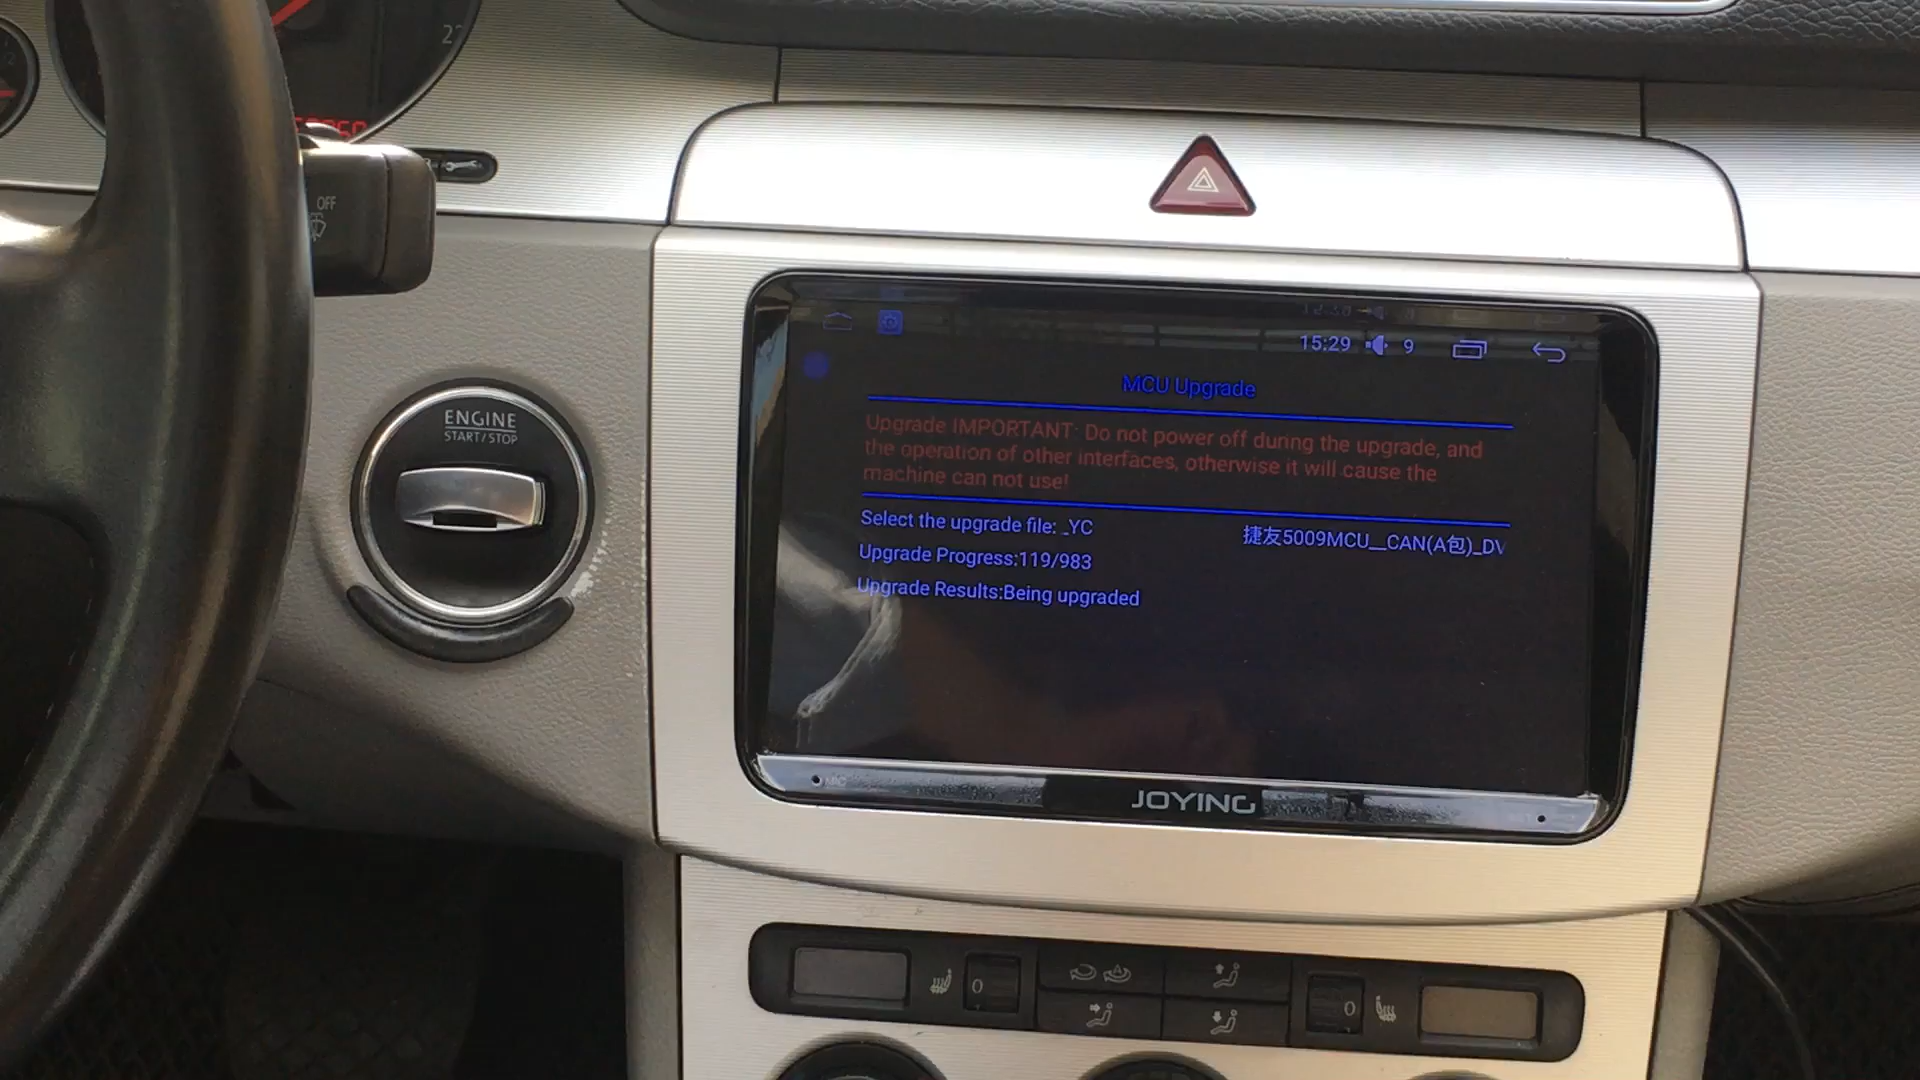 OFF
ENGINE
START/STOP
15:29 9
MCU Upgrade
Upgrade IMPORTANT: Do not power off during the upgrade, and
the operation of other interfaces, otherwise it will cause the
machine can not use!
Select the upgrade file: _YC 捷友5009MCU__CAN(A包)_DV
Upgrade Progress:119/983
Upgrade Results:Being upgraded
MIC
JOYING
0
0